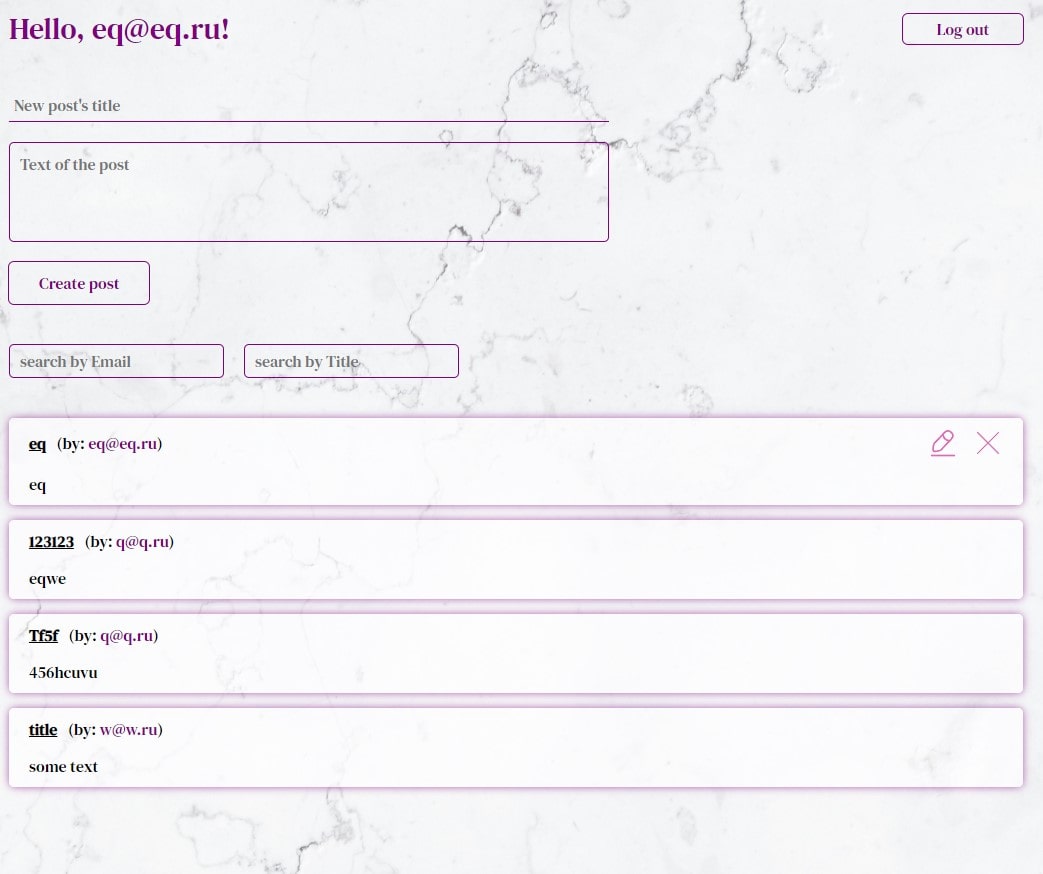 Hello, eq@eq.ru!
Log out
New post's title
Text of the post
Create post
search by Email search by Title
eq (by: eq@eq.ru)
eq
123123 (by: q@q.ru)
eqwe
Tf5f (by: q@q.ru)
456hcuvu
title (by: w@w.ru)
some text